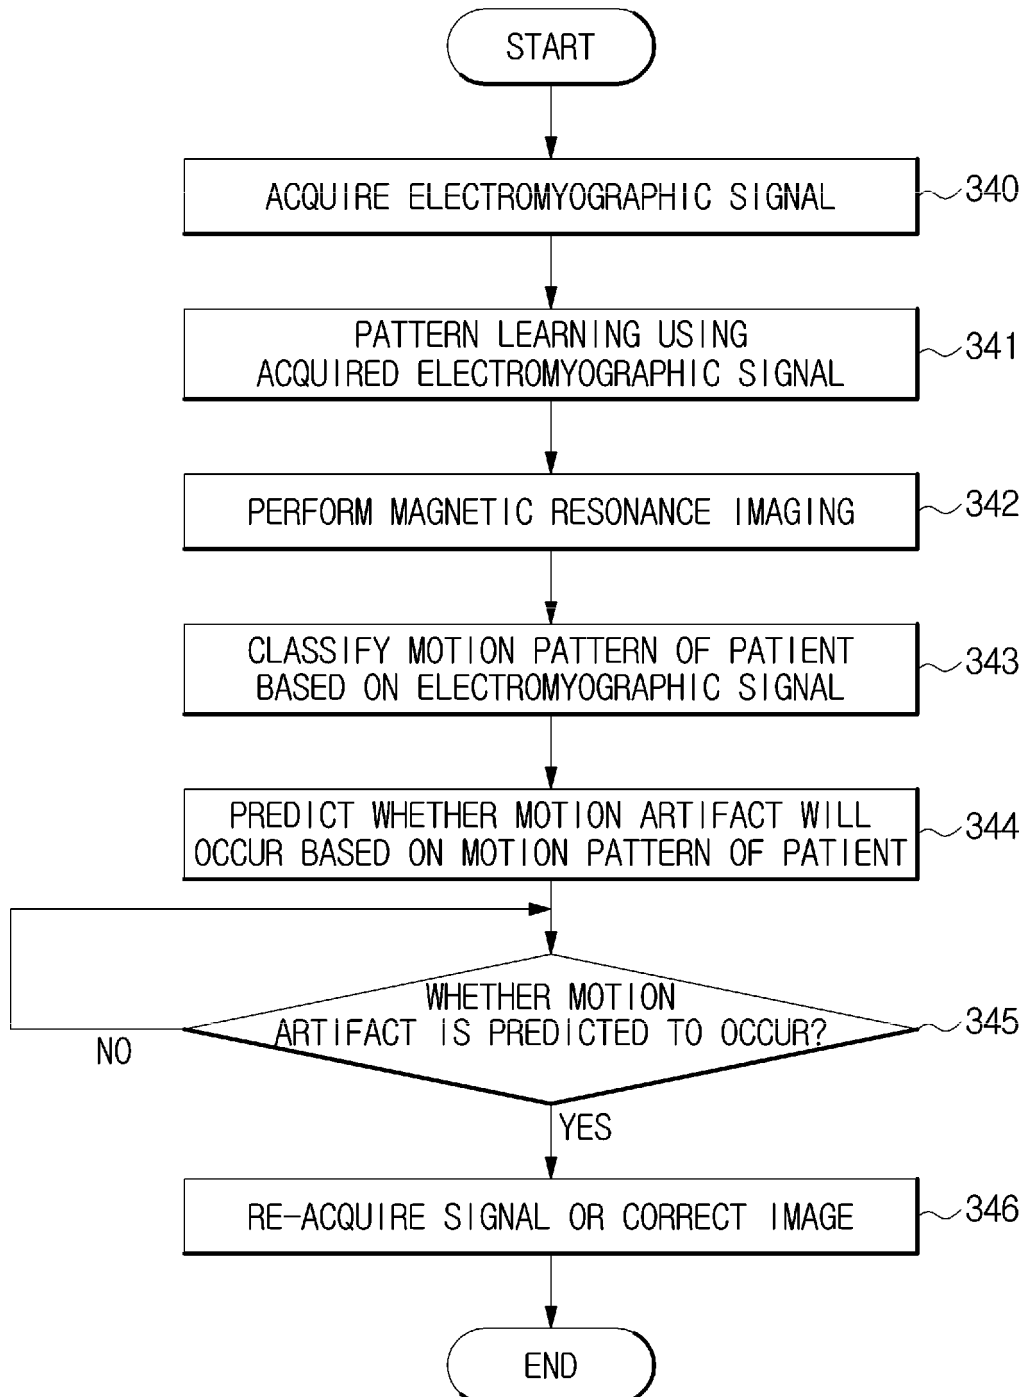 START
ACQUIRE ELECTROMYOGRAPHIC SIGNAL
340
PATTERN LEARNING USING
ACQUIRED ELECTROMYOGRAPHIC SIGNAL
341
PERFORM MAGNETIC RESONANCE IMAGING
342
CLASSIFY MOTION PATTERN OF PATIENT
BASED ON ELECTROMYOGRAPHIC SIGNAL
343
PREDICT WHETHER MOTION ARTIFACT WILL
OCCUR BASED ON MOTION PATTERN OF PATIENT
344
WHETHER MOTION
ARTIFACT IS PREDICTED TO OCCUR?
345
NO
YES
RE-ACQUIRE SIGNAL OR CORRECT IMAGE
346
END